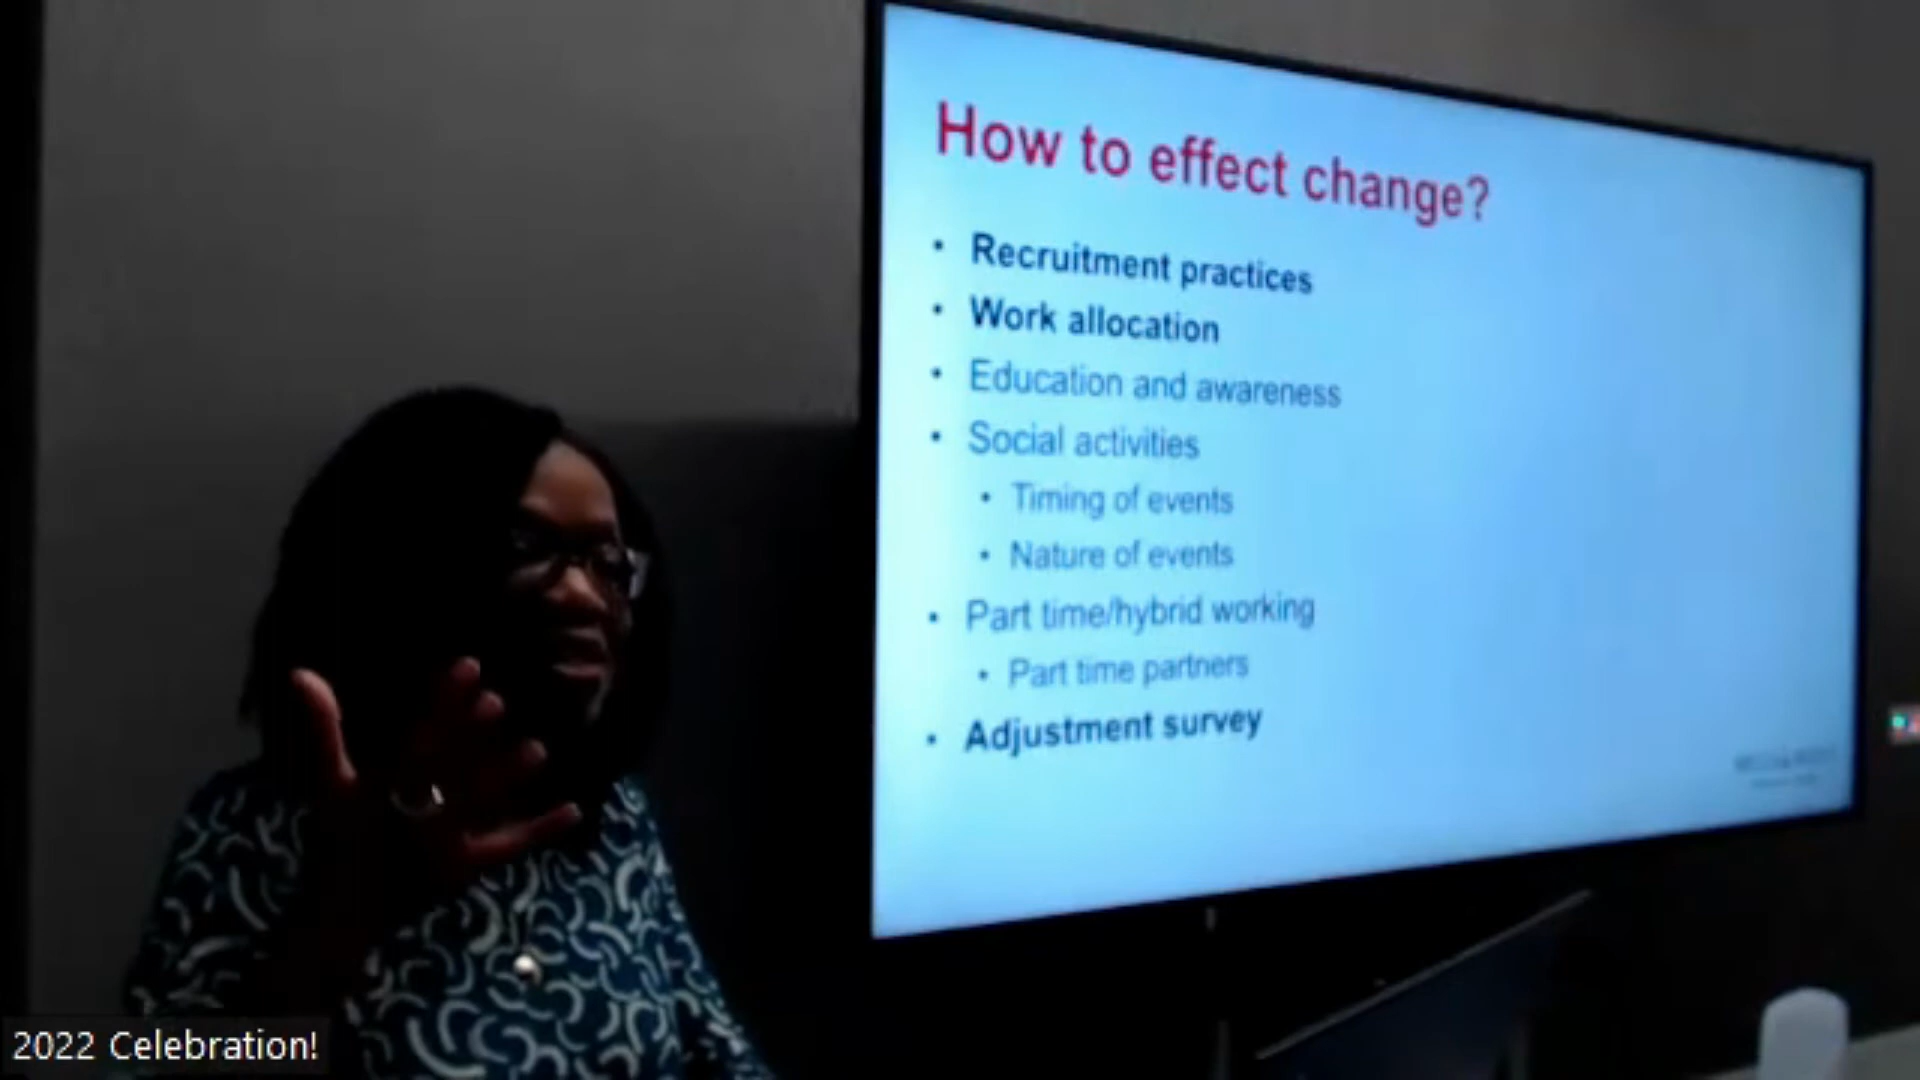 How to effect change?
• Recruitment practices
• Work allocation
• Education and awareness
• Social activities
• Timing of events
• Nature of events
• Part time/hybrid working
• Part time partners
• Adjustment survey
2022 Celebration!